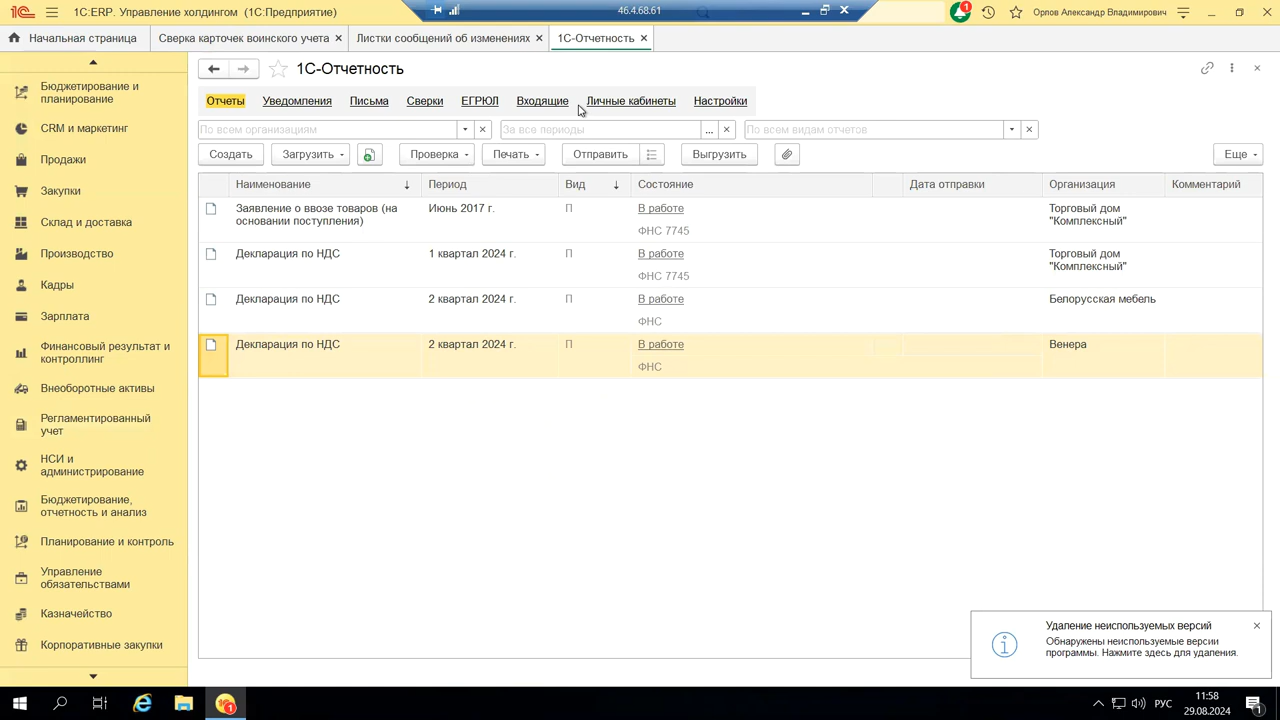 1С:ERP. Управление холдингом (1С:Предприятие)
46.4.68.61
1
Орлов Александр Владимирович
Начальная страница
Сверка карточек воинского учета ×
Листки сообщений об изменениях ×
1С-Отчетность ×
Бюджетирование и
планирование
CRM и маркетинг
Продажи
Закупки
Склад и доставка
Производство
Кадры
Зарплата
Финансовый результат и
контроллинг
Внеоборотные активы
Регламентированный
учет
НСИ и
администрирование
Бюджетирование,
отчетность и анализ
Планирование и контроль
Управление
обязательствами
Казначейство
Корпоративные закупки
1С-Отчетность
Отчеты Уведомления Письма Сверки ЕГРЮЛ Входящие Личные кабинеты Настройки
По всем организациям
За все периоды ...
По всем видам отчетов
Создать Загрузить Проверка Печать Отправить Выгрузить Еще
Наименование Период Вид Состояние Дата отправки Организация Комментарий
Заявление о ввозе товаров (на Июнь 2017 г. П В работе Торговый дом
основании поступления) "Комплексный"
ФНС 7745
Декларация по НДС 1 квартал 2024 г. П В работе Торговый дом
"Комплексный"
ФНС 7745
Декларация по НДС 2 квартал 2024 г. П В работе Белорусская мебель
ФНС
Декларация по НДС 2 квартал 2024 г. П В работе Венера
ФНС
Удаление неиспользуемых версий
Обнаружены неиспользуемые версии
программы. Нажмите здесь для удаления.
1
РУС
11:58
29.08.2024
1